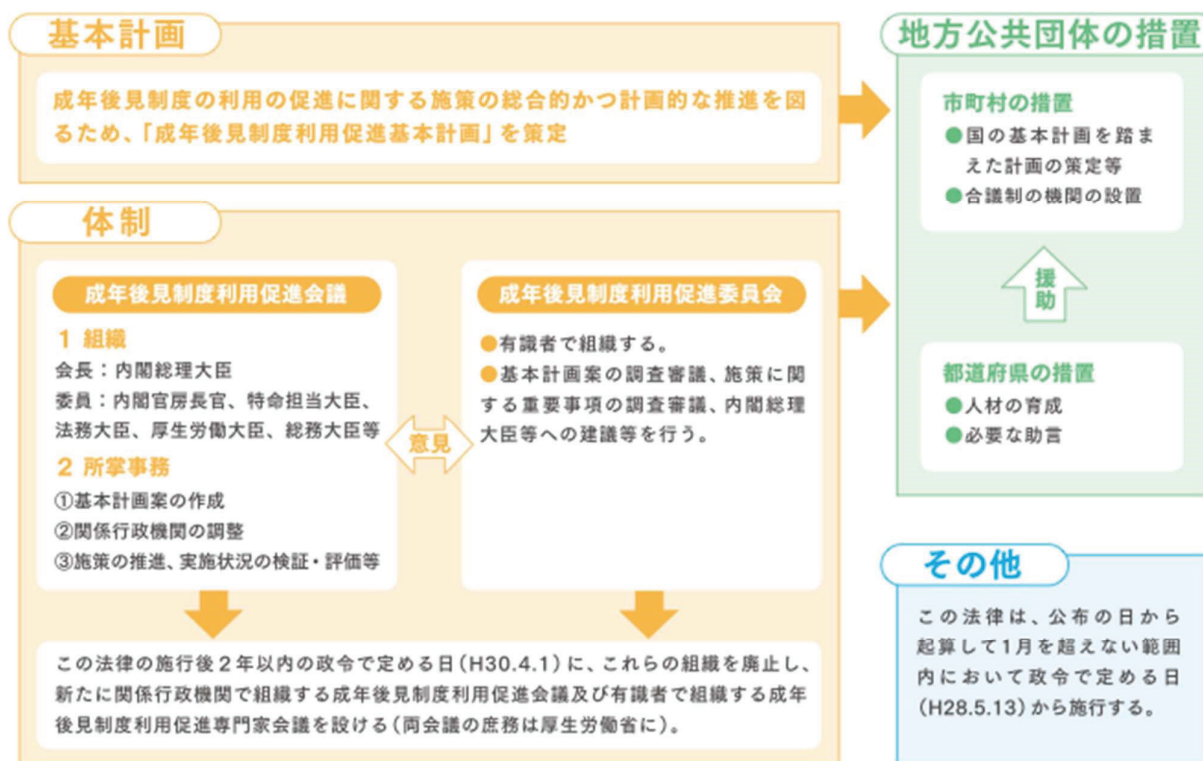 基本計画
成年後見制度の利用の促進に関する施策の総合的かつ計画的な推進を図
るため、「成年後見制度利用促進基本計画」を策定
体制
成年後見制度利用促進会議
1 組織
会長：内閣総理大臣
委員：内閣官房長官、特命担当大臣、
法務大臣、厚生労働大臣、総務大臣等
2 所掌事務
①基本計画案の作成
②関係行政機関の調整
③施策の推進、実施状況の検証・評価等
意見
成年後見制度利用促進委員会
●有識者で組織する。
●基本計画案の調査審議、施策に関
する重要事項の調査審議、内閣総理
大臣等への建議等を行う。
この法律の施行後2年以内の政令で定める日(H30.4.1)に、これらの組織を廃止し、
新たに関係行政機関で組織する成年後見制度利用促進会議及び有識者で組織する成年
後見制度利用促進専門家会議を設ける(両会議の庶務は厚生労働省に)。
地方公共団体の措置
市町村の措置
●国の基本計画を踏ま
えた計画の策定等
●合議制の機関の設置
援助
都道府県の措置
●人材の育成
●必要な助言
その他
この法律は、公布の日から
起算して1月を超えない範囲
内において政令で定める日
(H28.5.13)から施行する。